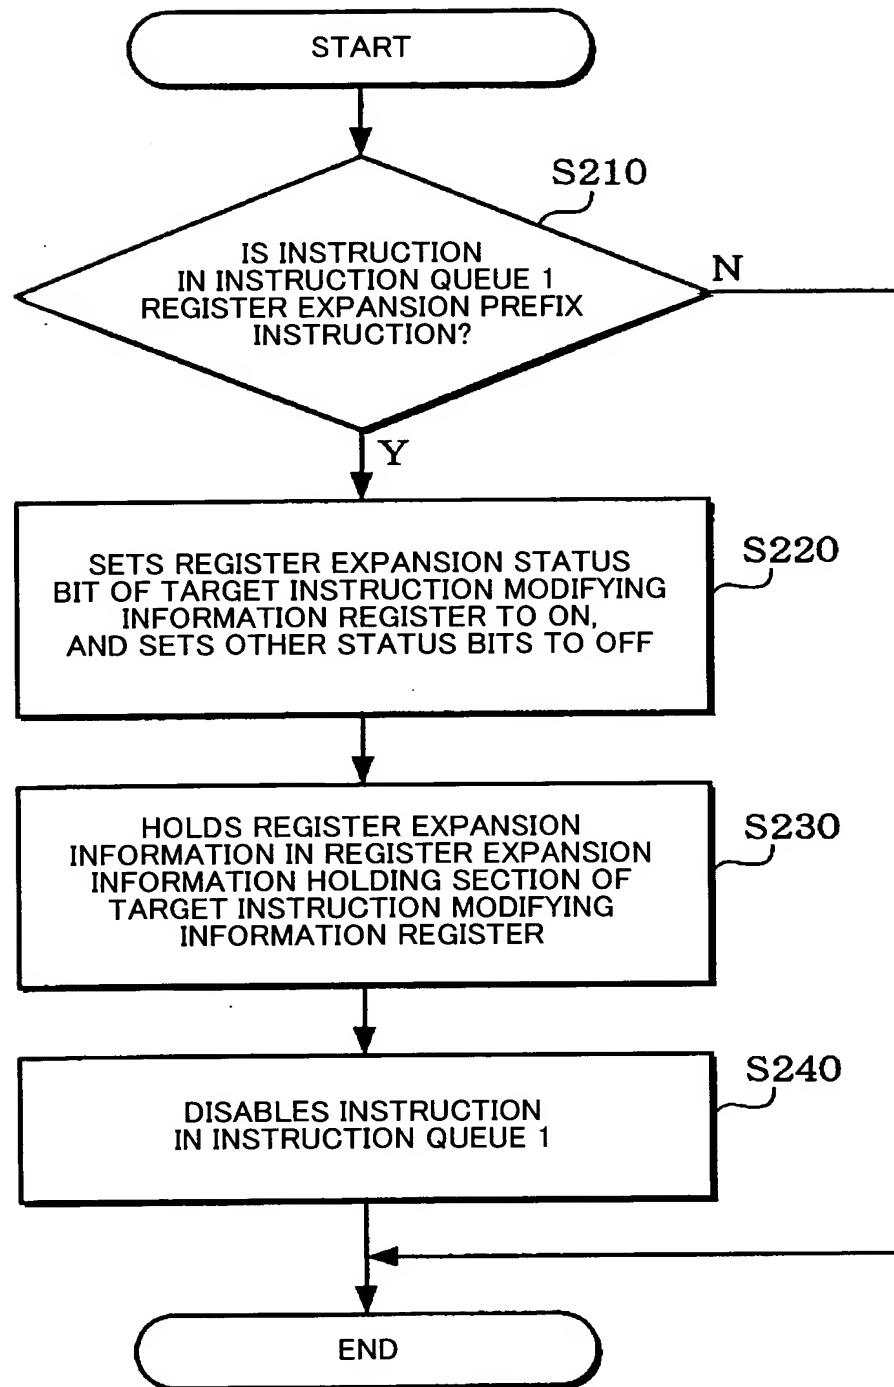 START
S210
IS INSTRUCTION
IN INSTRUCTION QUEUE 1
REGISTER EXPANSION PREFIX
INSTRUCTION?
N
Y
S220
SETS REGISTER EXPANSION STATUS
BIT OF TARGET INSTRUCTION MODIFYING
INFORMATION REGISTER TO ON,
AND SETS OTHER STATUS BITS TO OFF
S230
HOLDS REGISTER EXPANSION
INFORMATION IN REGISTER EXPANSION
INFORMATION HOLDING SECTION OF
TARGET INSTRUCTION MODIFYING
INFORMATION REGISTER
S240
DISABLES INSTRUCTION
IN INSTRUCTION QUEUE 1
END